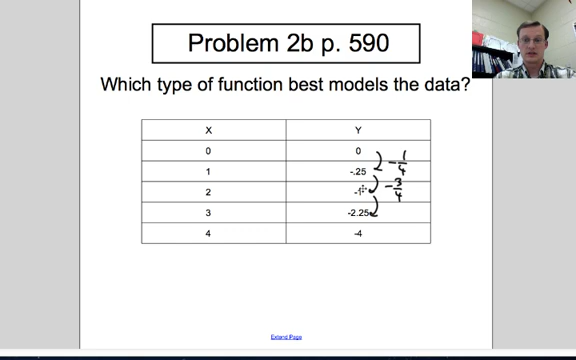 Problem 2b p. 590
Which type of function best models the data?
X Y
0 0
1 -.25
2 -1
3 -2.25
4 -4
-1/4
-3/4
Extend Page